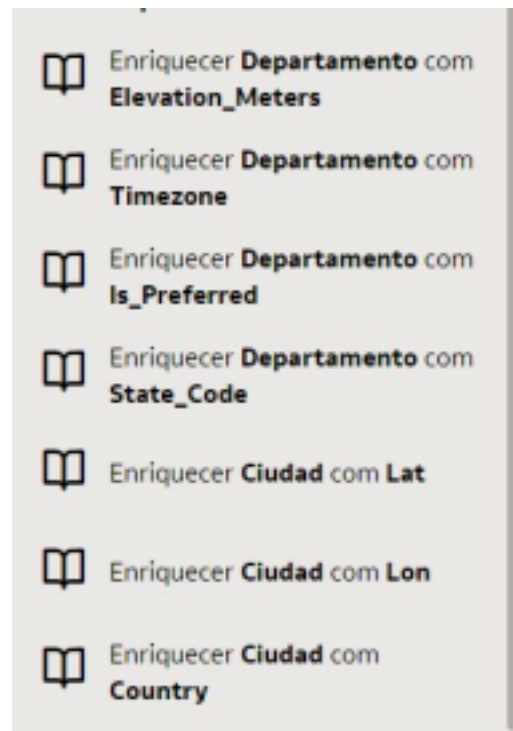 Enriquecer Departamento com
Elevation_Meters
Enriquecer Departamento com
Timezone
Enriquecer Departamento com
Is_Preferred
Enriquecer Departamento com
State_Code
Enriquecer Ciudad com Lat
Enriquecer Ciudad com Lon
Enriquecer Ciudad com
Country